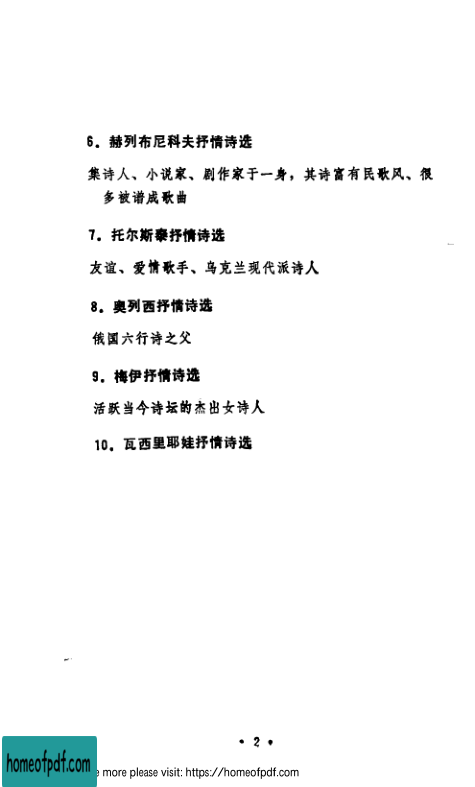 6. 赫列布尼科夫抒情诗选
集诗人、小说家、剧作家于一身，其诗富有民歌风、很
多被谱成歌曲
7. 托尔斯泰抒情诗选
友谊、爱情歌手、乌克兰现代派诗人
8. 奥列西抒情诗选
俄国六行诗之父
9. 梅伊抒情诗选
活跃当今诗坛的杰出女诗人
10. 瓦西里耶娃抒情诗选
• 2 •
homeofpdf.com
e more please visit: https://homeofpdf.com